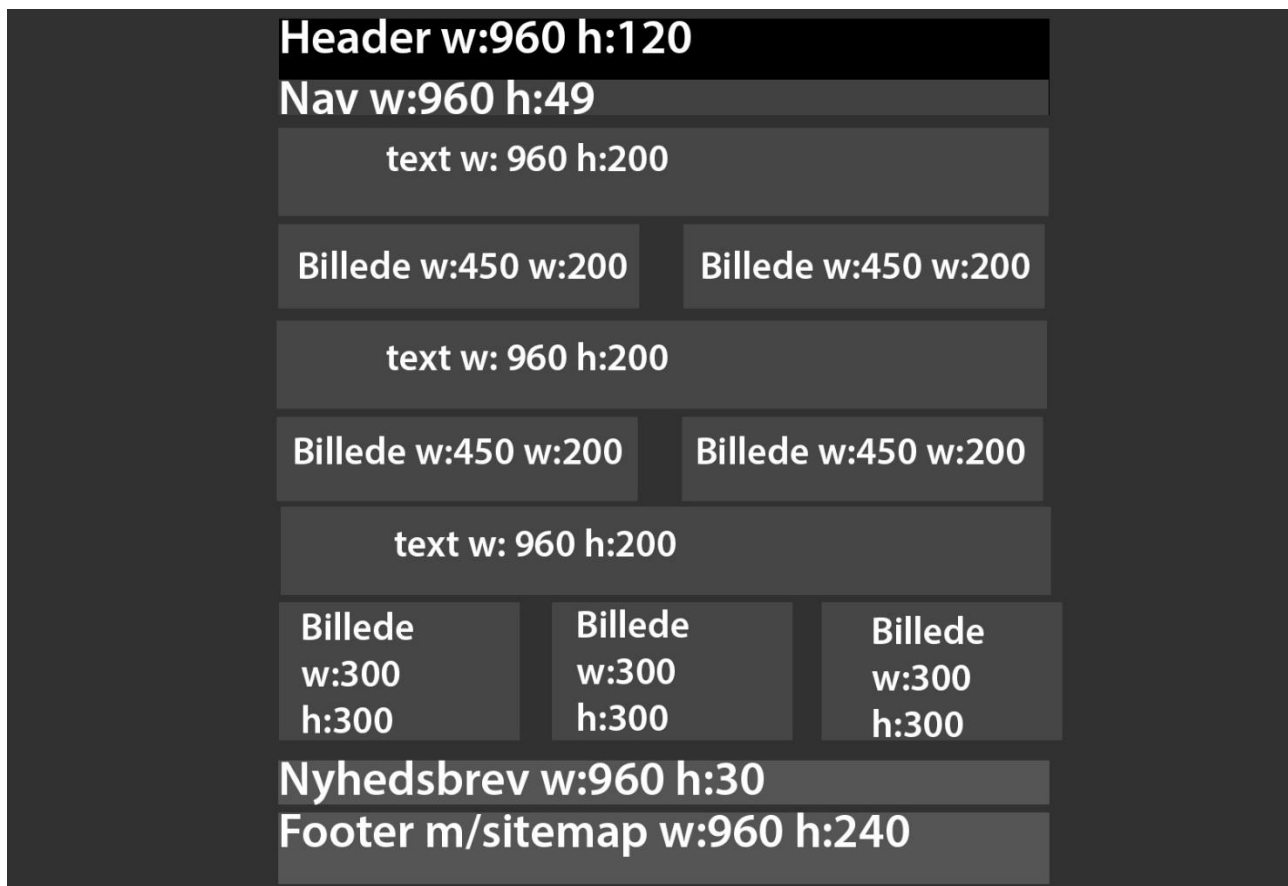 Header w:960 h:120
Nav w:960 h:49
text w: 960 h:200
Billede w:450 w:200
Billede w:450 w:200
text w: 960 h:200
Billede w:450 w:200
Billede w:450 w:200
text w: 960 h:200
Billede
w:300
h:300
Billede
w:300
h:300
Billede
w:300
h:300
Nyhedsbrev w:960 h:30
Footer m/sitemap w:960 h:240